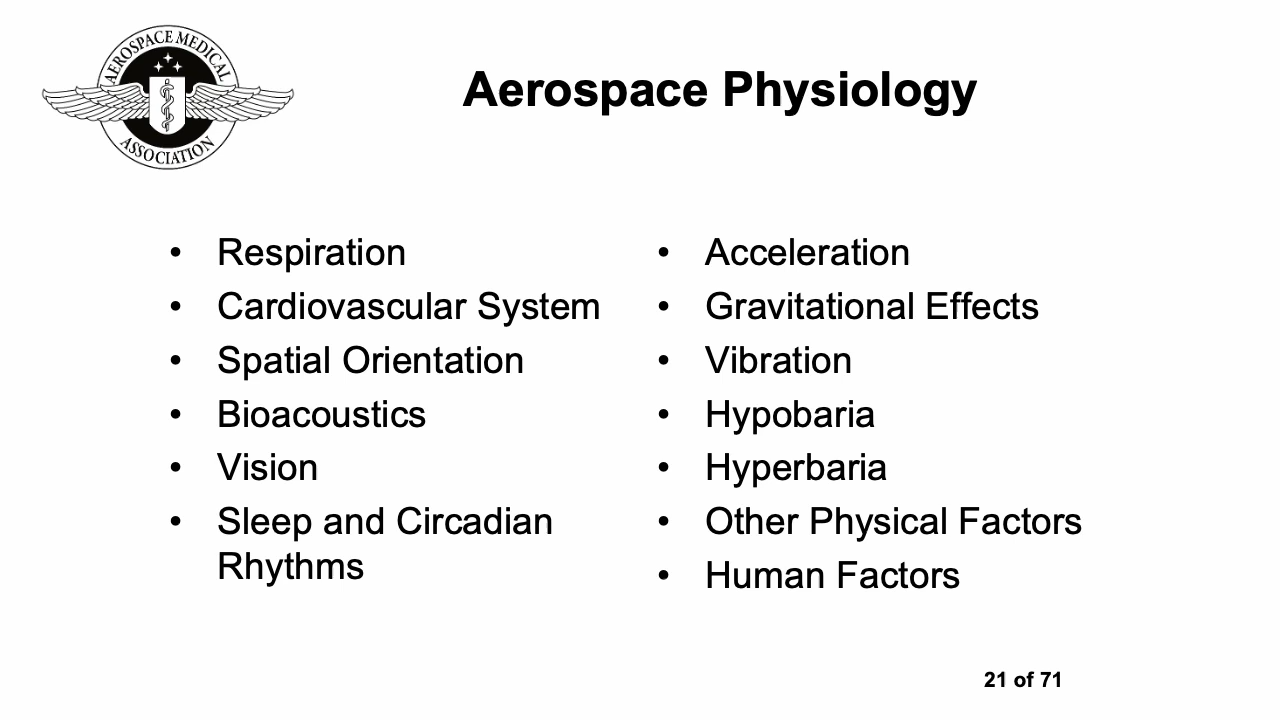 AEROSPACE MEDICAL
ASSOCIATION
Aerospace Physiology
• Respiration
• Cardiovascular System
• Spatial Orientation
• Bioacoustics
• Vision
• Sleep and Circadian
Rhythms
• Acceleration
• Gravitational Effects
• Vibration
• Hypobaria
• Hyperbaria
• Other Physical Factors
• Human Factors
21 of 71